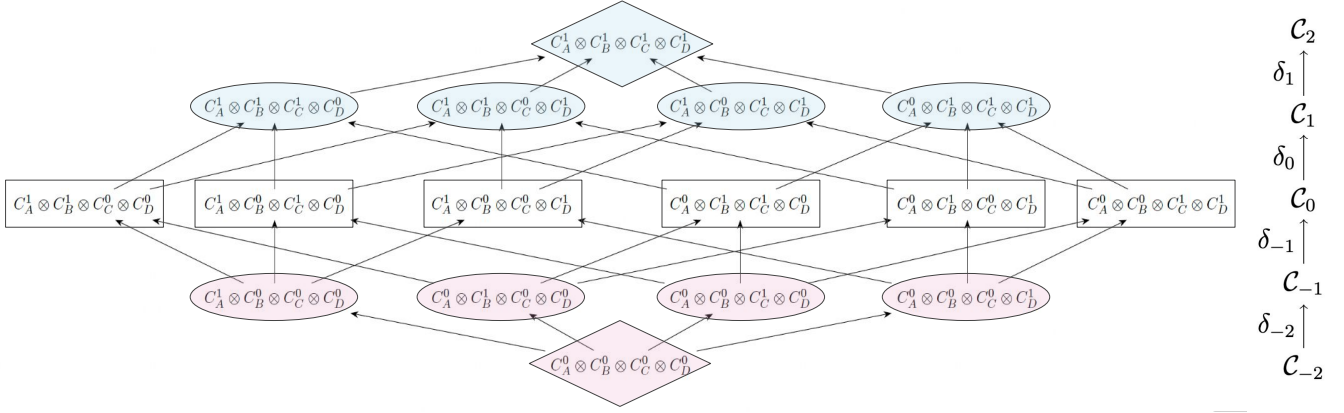 C_A^1 ⊗ C_B^1 ⊗ C_C^1 ⊗ C_D^1
𝒞_2
δ_1
C_A^1 ⊗ C_B^1 ⊗ C_C^1 ⊗ C_D^0
C_A^1 ⊗ C_B^1 ⊗ C_C^0 ⊗ C_D^1
C_A^1 ⊗ C_B^0 ⊗ C_C^1 ⊗ C_D^1
C_A^0 ⊗ C_B^1 ⊗ C_C^1 ⊗ C_D^1
𝒞_1
δ_0
C_A^1 ⊗ C_B^1 ⊗ C_C^0 ⊗ C_D^0
C_A^1 ⊗ C_B^0 ⊗ C_C^1 ⊗ C_D^0
C_A^1 ⊗ C_B^0 ⊗ C_C^0 ⊗ C_D^1
C_A^0 ⊗ C_B^1 ⊗ C_C^1 ⊗ C_D^0
C_A^0 ⊗ C_B^1 ⊗ C_C^0 ⊗ C_D^1
C_A^0 ⊗ C_B^0 ⊗ C_C^1 ⊗ C_D^1
𝒞_0
δ_{-1}
C_A^1 ⊗ C_B^0 ⊗ C_C^0 ⊗ C_D^0
C_A^0 ⊗ C_B^1 ⊗ C_C^0 ⊗ C_D^0
C_A^0 ⊗ C_B^0 ⊗ C_C^1 ⊗ C_D^0
C_A^0 ⊗ C_B^0 ⊗ C_C^0 ⊗ C_D^1
𝒞_{-1}
δ_{-2}
C_A^0 ⊗ C_B^0 ⊗ C_C^0 ⊗ C_D^0
𝒞_{-2}